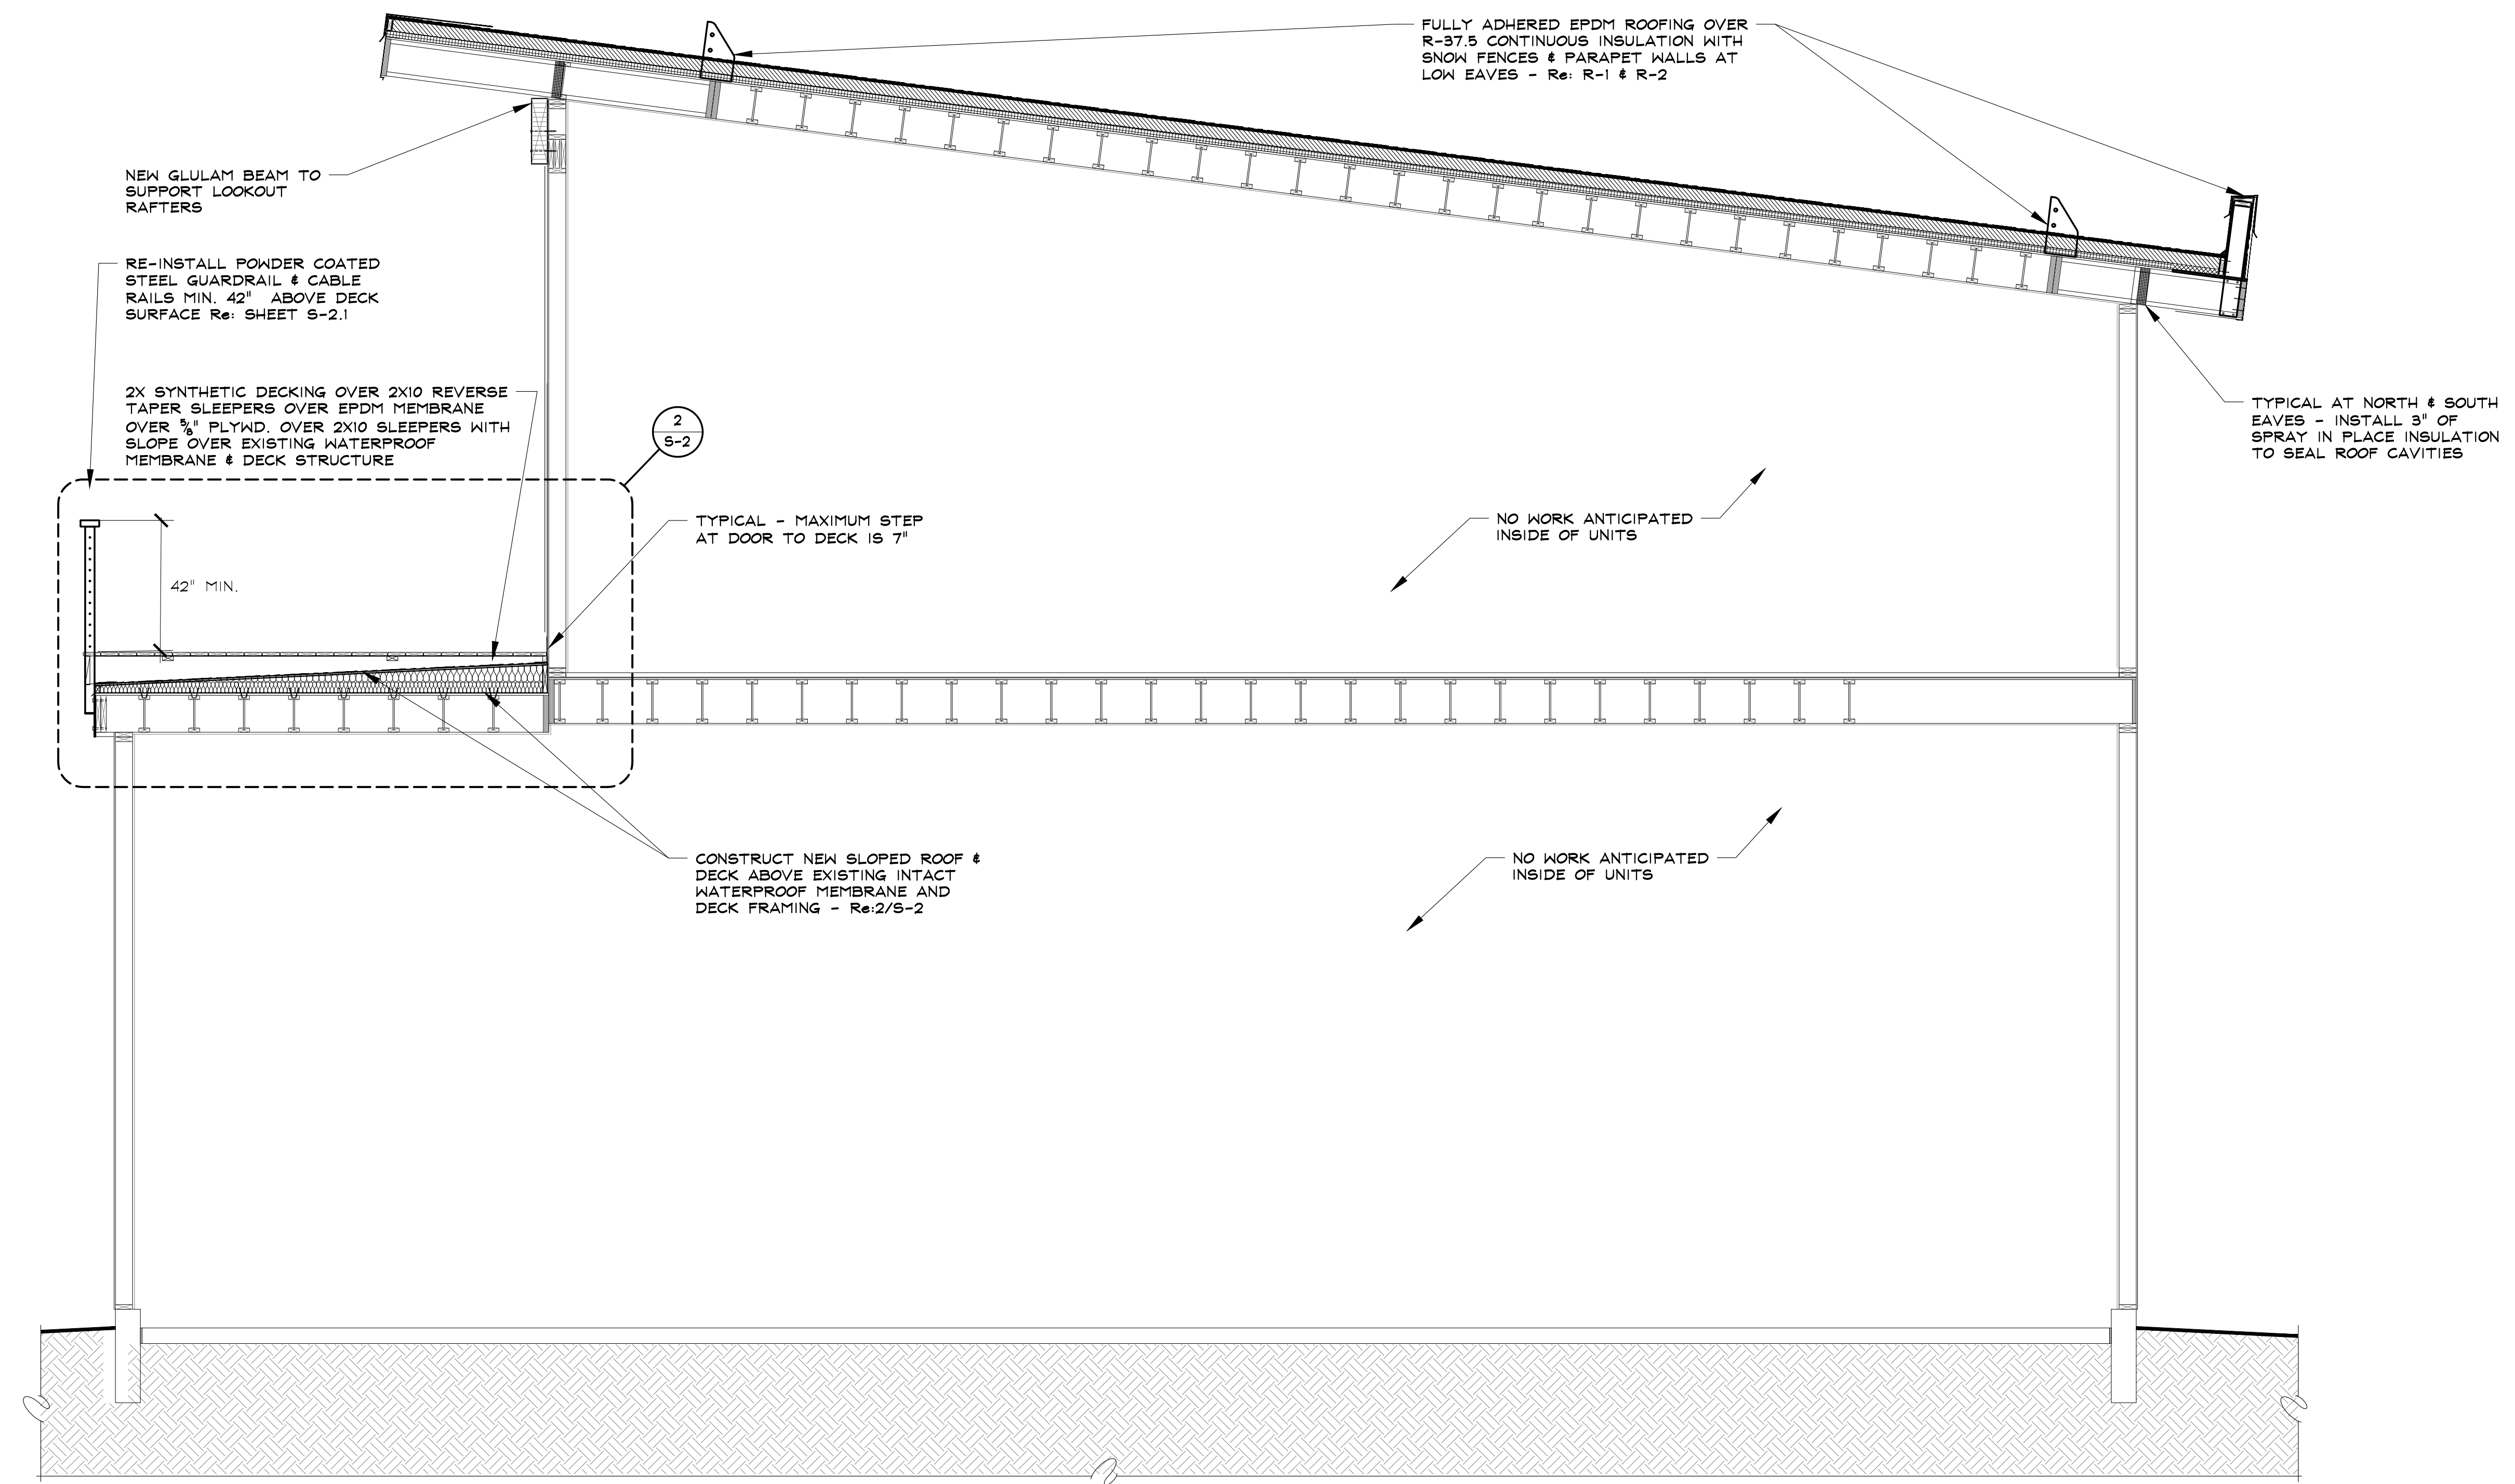 FULLY ADHERED EPDM ROOFING OVER
R-37.5 CONTINUOUS INSULATION WITH
SNOW FENCES & PARAPET WALLS AT
LOW EAVES - Re: R-1 & R-2
NEW GLULAM BEAM TO
SUPPORT LOOKOUT
RAFTERS
RE-INSTALL POWDER COATED
STEEL GUARDRAIL & CABLE
RAILS MIN. 42" ABOVE DECK
SURFACE Re: SHEET S-2.1
2X SYNTHETIC DECKING OVER 2X10 REVERSE
TAPER SLEEPERS OVER EPDM MEMBRANE
OVER 5/8" PLYWD. OVER 2X10 SLEEPERS WITH
SLOPE OVER EXISTING WATERPROOF
MEMBRANE & DECK STRUCTURE
2
S-2
TYPICAL AT NORTH & SOUTH
EAVES - INSTALL 3" OF
SPRAY IN PLACE INSULATION
TO SEAL ROOF CAVITIES
TYPICAL - MAXIMUM STEP
AT DOOR TO DECK IS 7"
NO WORK ANTICIPATED
INSIDE OF UNITS
42" MIN.
CONSTRUCT NEW SLOPED ROOF &
DECK ABOVE EXISTING INTACT
WATERPROOF MEMBRANE AND
DECK FRAMING - Re:2/S-2
NO WORK ANTICIPATED
INSIDE OF UNITS